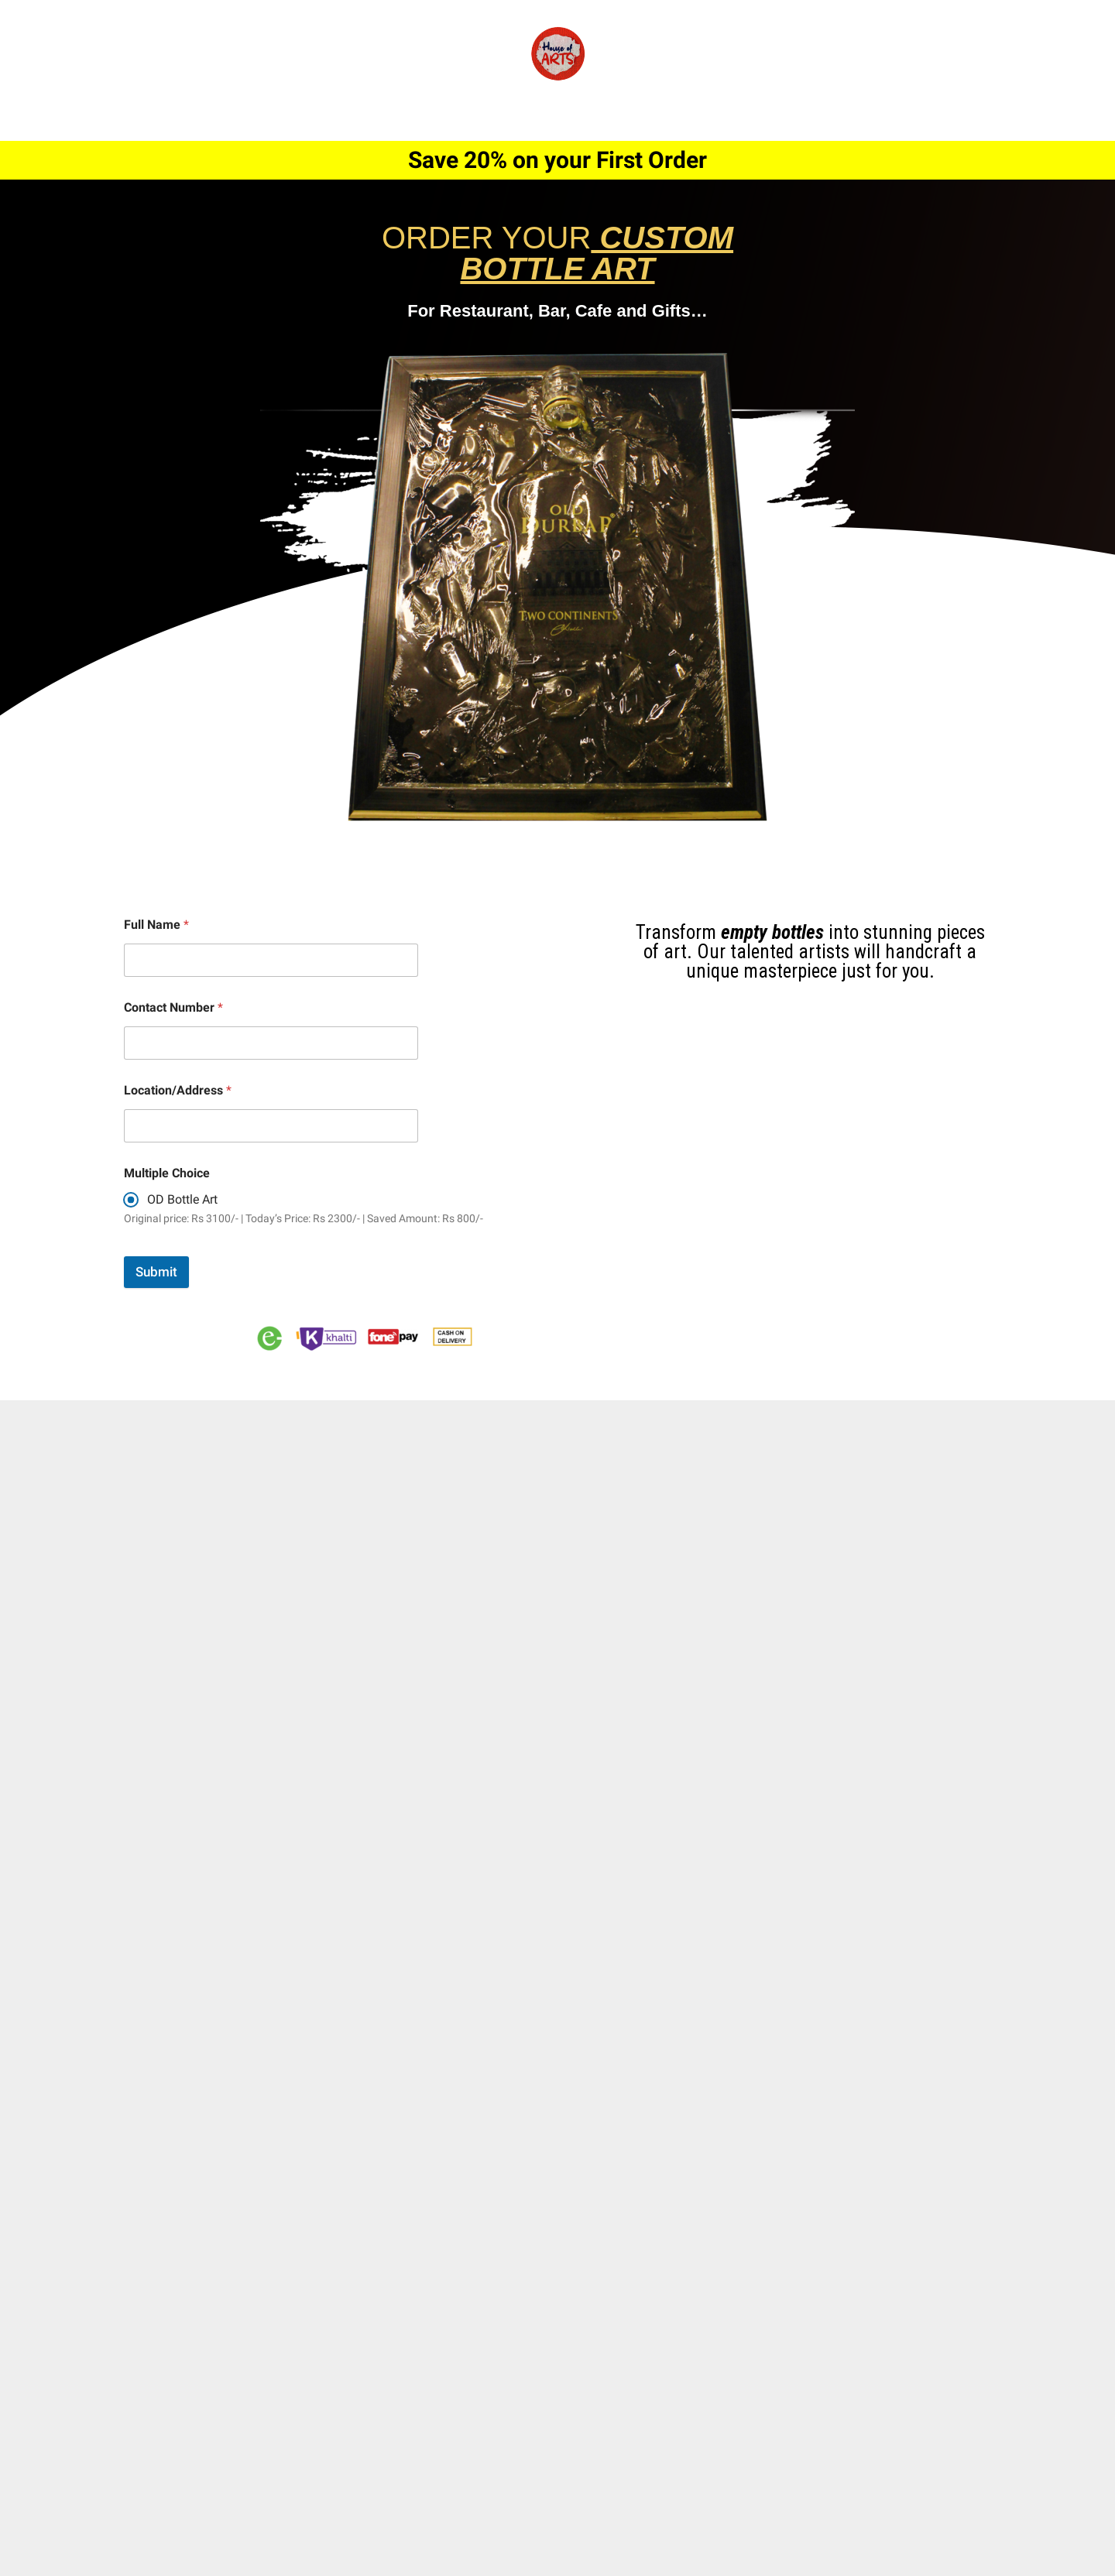 House of
ARTS
Save 20% on your First Order
ORDER YOUR CUSTOM
BOTTLE ART
For Restaurant, Bar, Cafe and Gifts...
OLD
DURBAR®
TWO CONTINENTS
Full Name *
Transform empty bottles into stunning pieces
of art. Our talented artists will handcraft a
unique masterpiece just for you.
Contact Number *
Location/Address *
Multiple Choice
OD Bottle Art
Original price: Rs 3100/- | Today's Price: Rs 2300/- | Saved Amount: Rs 800/-
Submit
e
K khalti
fonepay
CASH ON
DELIVERY